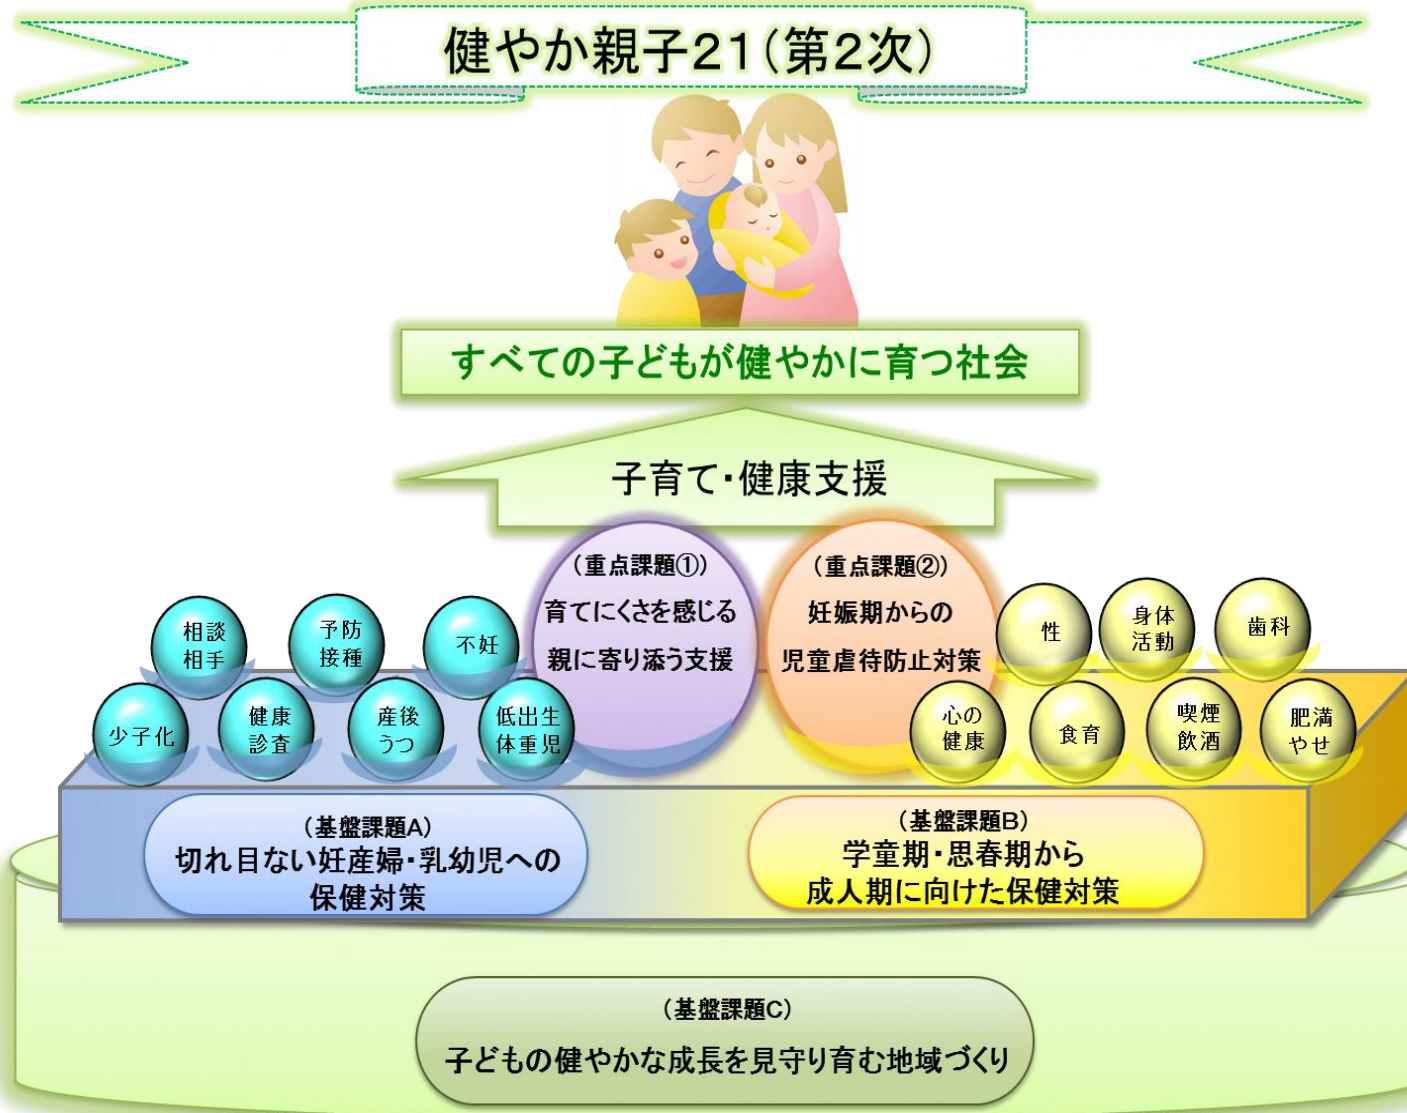 健やか親子21(第2次)
すべての子どもが健やかに育つ社会
子育て・健康支援
(重点課題①)
育てにくさを感じる
親に寄り添う支援
(重点課題②)
妊娠期からの
児童虐待防止対策
相談
相手
予防
接種
不妊
少子化
健康
診査
産後
うつ
低出生
体重児
性
身体
活動
歯科
心の
健康
食育
喫煙
飲酒
肥満
やせ
(基盤課題A)
切れ目ない妊産婦・乳幼児への
保健対策
(基盤課題B)
学童期・思春期から
成人期に向けた保健対策
(基盤課題C)
子どもの健やかな成長を見守り育む地域づくり